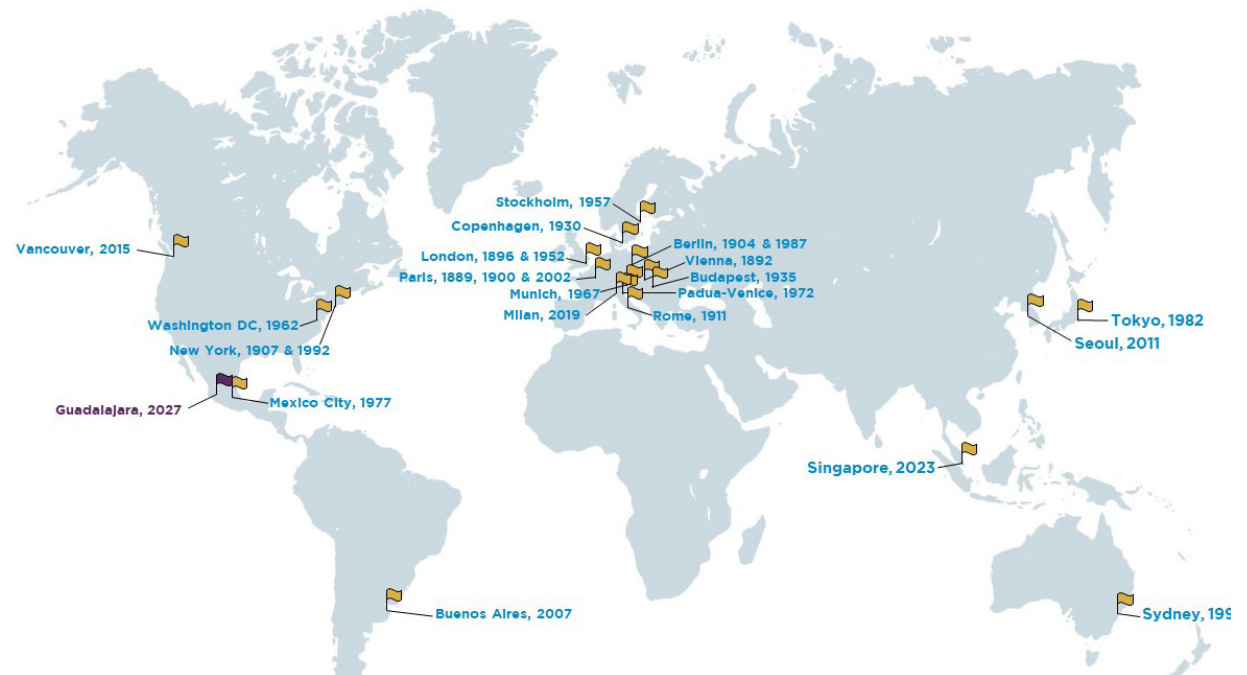 Stockholm, 1957
Copenhagen, 1930
Berlin, 1904 & 1987
Vancouver, 2015
London, 1896 & 1952
Vienna, 1892
Paris, 1889, 1900 & 2002
Budapest, 1935
Munich, 1967
Padua-Venice, 1972
Milan, 2019
Rome, 1911
Washington DC, 1962
Tokyo, 1982
New York, 1907 & 1992
Seoul, 2011
Guadalajara, 2027
Mexico City, 1977
Singapore, 2023
Buenos Aires, 2007
Sydney,